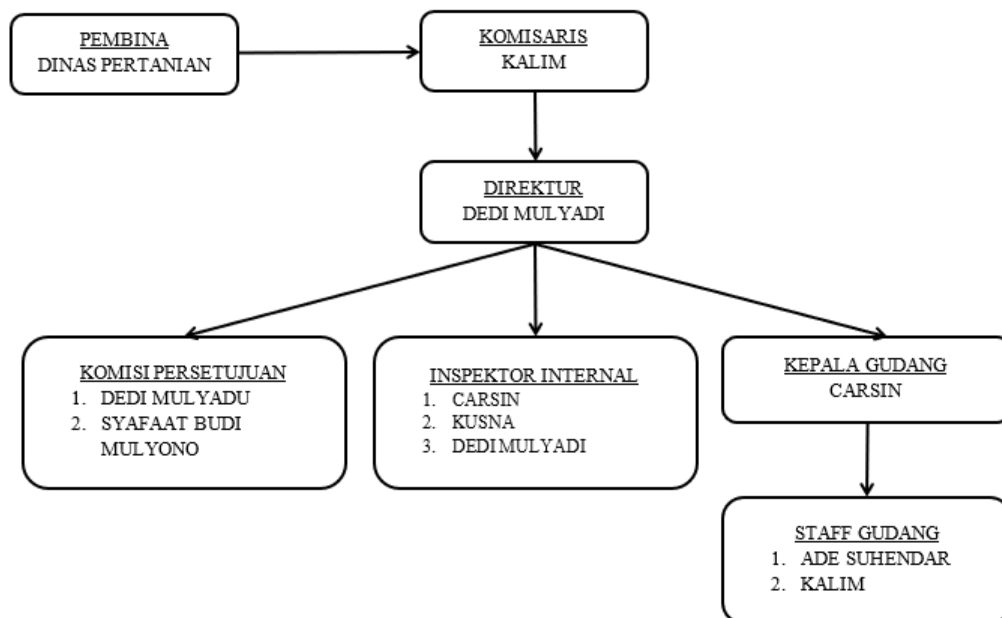 PEMBINA
DINAS PERTANIAN
KOMISARIS
KALIM
DIREKTUR
DEDI MULYADI
KOMISI PERSETUJUAN
1. DEDI MULYADU
2. SYAFAAT BUDI
MULYONO
INSPEKTOR INTERNAL
1. CARSIN
2. KUSNA
3. DEDI MULYADI
KEPALA GUDANG
CARSIN
STAFF GUDANG
1. ADE SUHENDAR
2. KALIM